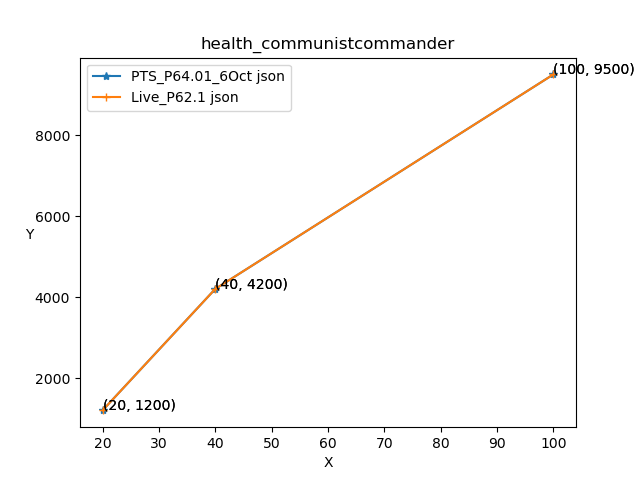 health_communistcommander
PTS_P64.01_6Oct json
Live_P62.1 json
(100, 9500)
8000
6000
Y
(40, 4200)
4000
2000
(20, 1200)
20 30 40 50 60 70 80 90 100
X